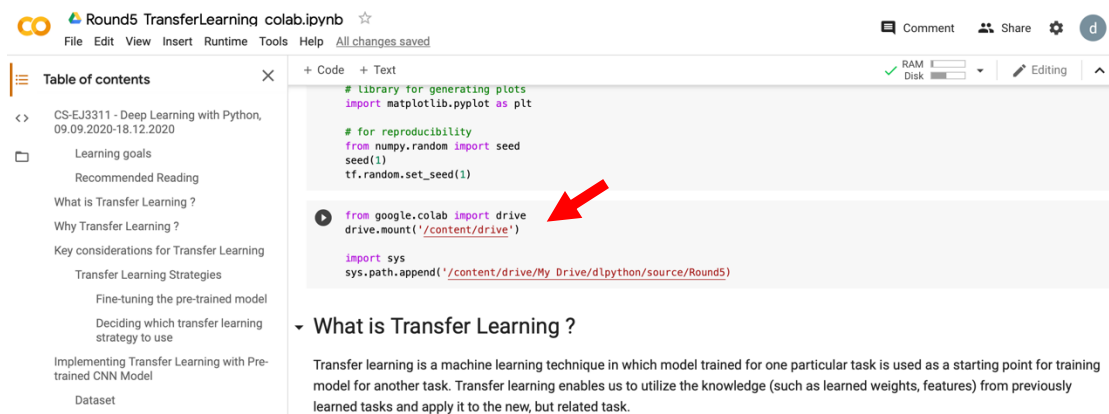 Round5 TransferLearning colab.ipynb
File Edit View Insert Runtime Tools Help All changes saved
Comment Share d
Table of contents
+ Code + Text
RAM
Disk
Editing
CS-EJ3311 - Deep Learning with Python,
09.09.2020-18.12.2020
Learning goals
Recommended Reading
What is Transfer Learning ?
Why Transfer Learning ?
Key considerations for Transfer Learning
Transfer Learning Strategies
Fine-tuning the pre-trained model
Deciding which transfer learning
strategy to use
Implementing Transfer Learning with Pre-
trained CNN Model
Dataset
# library for generating plots
import matplotlib.pyplot as plt
# for reproducibility
from numpy.random import seed
seed(1)
tf.random.set_seed(1)
from google.colab import drive
drive.mount('/content/drive')
import sys
sys.path.append('/content/drive/My Drive/dlpython/source/Round5)
What is Transfer Learning ?
Transfer learning is a machine learning technique in which model trained for one particular task is used as a starting point for training
model for another task. Transfer learning enables us to utilize the knowledge (such as learned weights, features) from previously
learned tasks and apply it to the new, but related task.